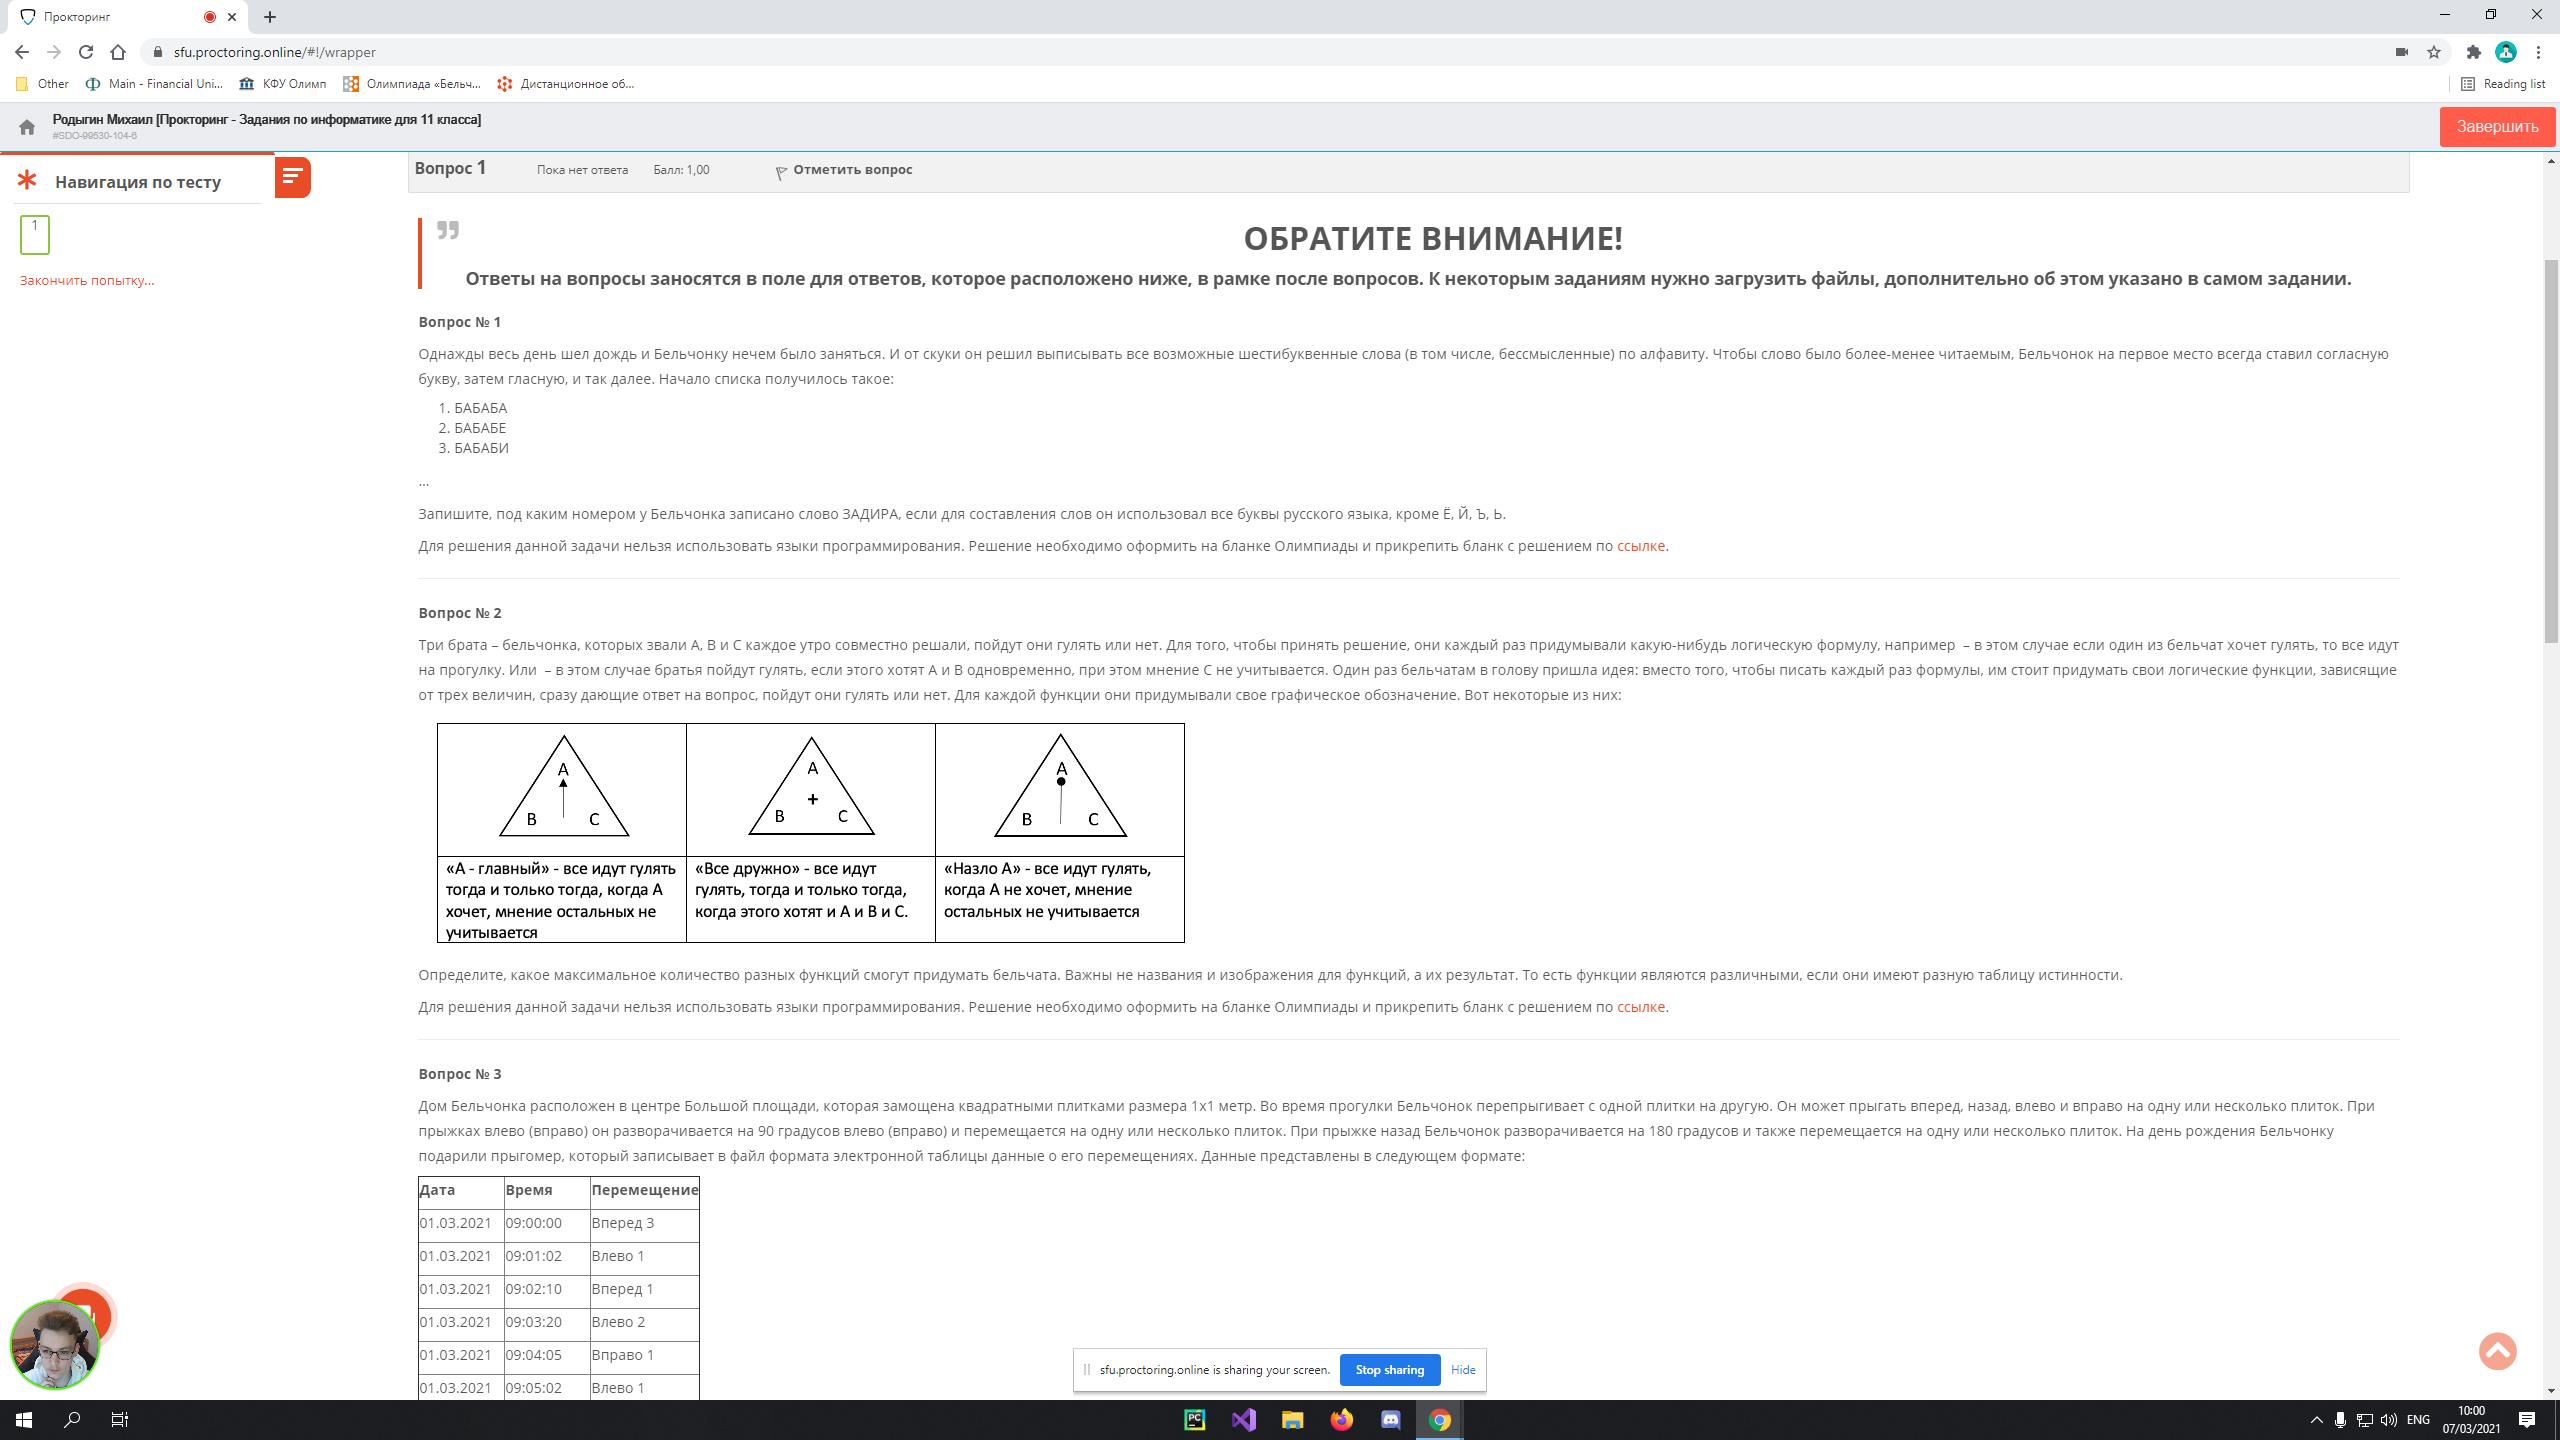 Прокторинг
sfu.proctoring.online/#!/wrapper
Other
Main - Financial Uni...
КФУ Олимп
Олимпиада «Бельч...
Дистанционное об...
Reading list
Родыгин Михаил [Прокторинг - Задания по информатике для 11 класса]
#SDO-99530-104-6
Завершить
Навигация по тесту
1
Закончить попытку...
Вопрос 1
Пока нет ответа
Балл: 1,00
Отметить вопрос
ОБРАТИТЕ ВНИМАНИЕ!
Ответы на вопросы заносятся в поле для ответов, которое расположено ниже, в рамке после вопросов. К некоторым заданиям нужно загрузить файлы, дополнительно об этом указано в самом задании.
Вопрос № 1
Однажды весь день шел дождь и Бельчонку нечем было заняться. И от скуки он решил выписывать все возможные шестибуквенные слова (в том числе, бессмысленные) по алфавиту. Чтобы слово было более-менее читаемым, Бельчонок на первое место всегда ставил согласную
букву, затем гласную, и так далее. Начало списка получилось такое:
1. БАБАБА
2. БАБАБЕ
3. БАБАБИ
...
Запишите, под каким номером у Бельчонка записано слово ЗАДИРА, если для составления слов он использовал все буквы русского языка, кроме Ё, Й, Ъ, Ь.
Для решения данной задачи нельзя использовать языки программирования. Решение необходимо оформить на бланке Олимпиады и прикрепить бланк с решением по ссылке.
Вопрос № 2
Три брата – бельчонка, которых звали А, В и С каждое утро совместно решали, пойдут они гулять или нет. Для того, чтобы принять решение, они каждый раз придумывали какую-нибудь логическую формулу, например  – в этом случае если один из бельчат хочет гулять, то все идут
на прогулку. Или  – в этом случае братья пойдут гулять, если этого хотят А и В одновременно, при этом мнение С не учитывается. Один раз бельчатам в голову пришла идея: вместо того, чтобы писать каждый раз формулы, им стоит придумать свои логические функции, зависящие
от трех величин, сразу дающие ответ на вопрос, пойдут они гулять или нет. Для каждой функции они придумывали свое графическое обозначение. Вот некоторые из них:
A
B C
A
+
B C
A
B C
«А - главный» - все идут гулять
тогда и только тогда, когда А
хочет, мнение остальных не
учитывается
«Все дружно» - все идут
гулять, тогда и только тогда,
когда этого хотят и А и В и С.
«Назло А» - все идут гулять,
когда А не хочет, мнение
остальных не учитывается
Определите, какое максимальное количество разных функций смогут придумать бельчата. Важны не названия и изображения для функций, а их результат. То есть функции являются различными, если они имеют разную таблицу истинности.
Для решения данной задачи нельзя использовать языки программирования. Решение необходимо оформить на бланке Олимпиады и прикрепить бланк с решением по ссылке.
Вопрос № 3
Дом Бельчонка расположен в центре Большой площади, которая замощена квадратными плитками размера 1х1 метр. Во время прогулки Бельчонок перепрыгивает с одной плитки на другую. Он может прыгать вперед, назад, влево и вправо на одну или несколько плиток. При
прыжках влево (вправо) он разворачивается на 90 градусов влево (вправо) и перемещается на одну или несколько плиток. При прыжке назад Бельчонок разворачивается на 180 градусов и также перемещается на одну или несколько плиток. На день рождения Бельчонку
подарили прыгомер, который записывает в файл формата электронной таблицы данные о его перемещениях. Данные представлены в следующем формате:
Дата Время Перемещение
01.03.2021 09:00:00 Вперед 3
01.03.2021 09:01:02 Влево 1
01.03.2021 09:02:10 Вперед 1
01.03.2021 09:03:20 Влево 2
01.03.2021 09:04:05 Вправо 1
01.03.2021 09:05:02 Влево 1
sfu.proctoring.online is sharing your screen.
Stop sharing
Hide
PC
ENG
10:00
07/03/2021